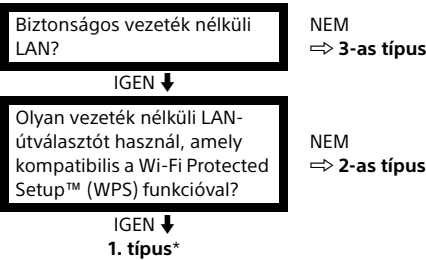 Biztonságos vezeték nélküli
LAN?
NEM
⇨ 3-as típus
IGEN
Olyan vezeték nélküli LAN-
útválasztót használ, amely
kompatibilis a Wi-Fi Protected
Setup™ (WPS) funkcióval?
NEM
⇨ 2-as típus
IGEN
1. típus*